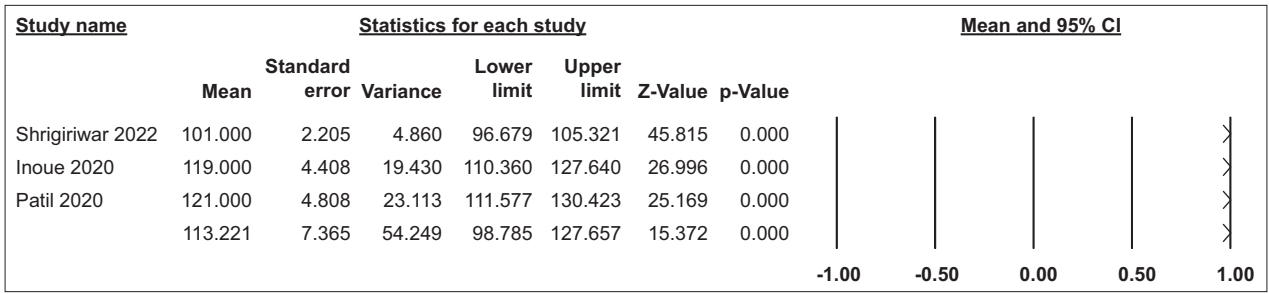 Study name Statistics for each study Mean and 95% CI
Standard Lower Upper
Mean error Variance limit limit Z-Value p-Value
Shrigiriwar 2022 101.000 2.205 4.860 96.679 105.321 45.815 0.000
Inoue 2020 119.000 4.408 19.430 110.360 127.640 26.996 0.000
Patil 2020 121.000 4.808 23.113 111.577 130.423 25.169 0.000
113.221 7.365 54.249 98.785 127.657 15.372 0.000
-1.00 -0.50 0.00 0.50 1.00